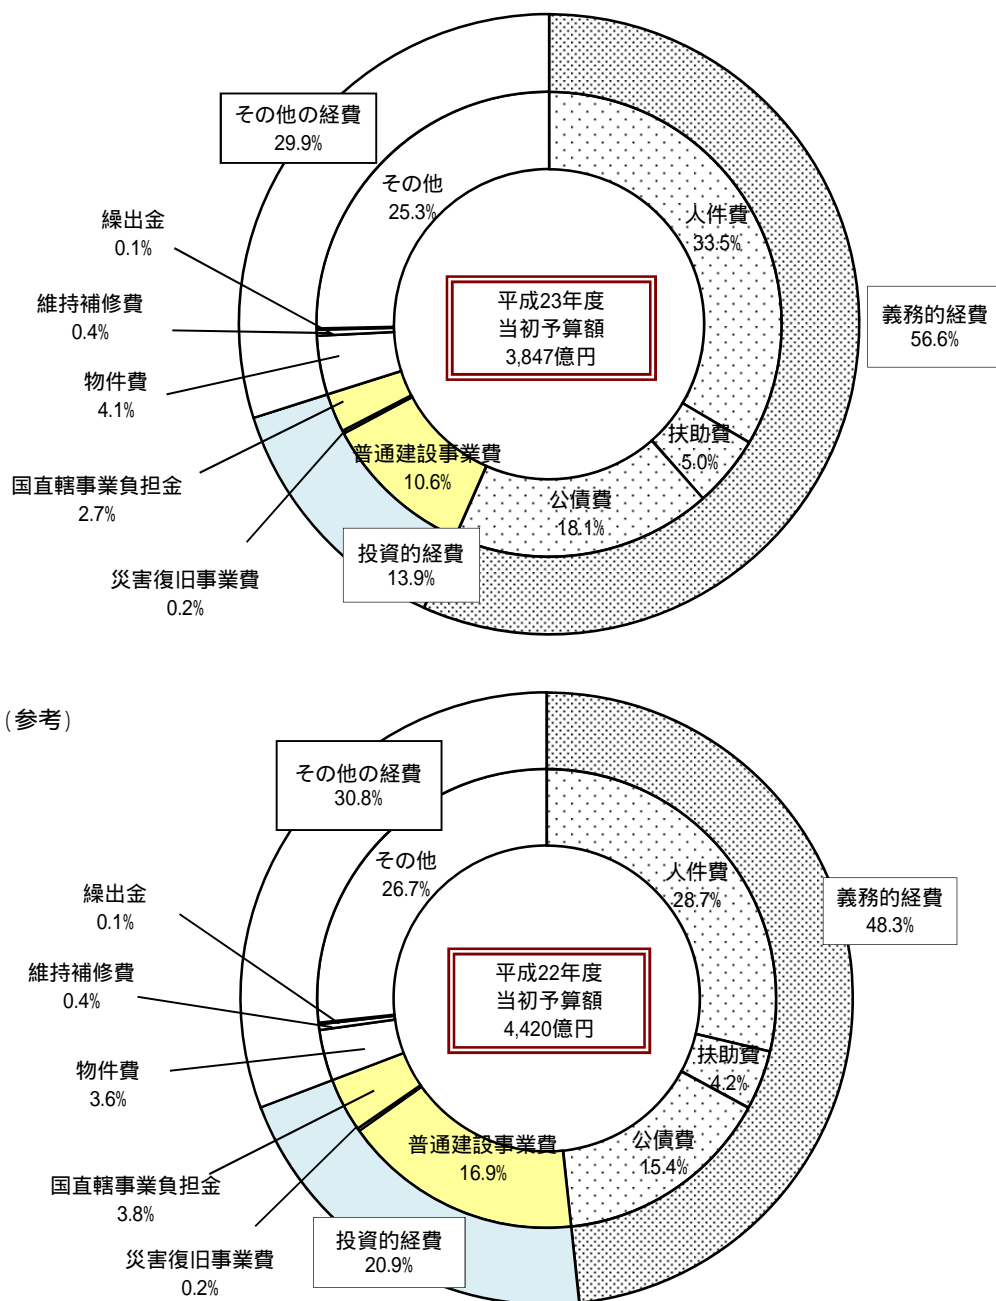 その他の経費
29.9%
その他
25.3%
人件費
33.5%
繰出金
0.1%
維持補修費
0.4%
平成23年度
当初予算額
3,847億円
義務的経費
56.6%
物件費
4.1%
扶助費
5.0%
普通建設事業費
10.6%
国直轄事業負担金
2.7%
公債費
18.1%
投資的経費
13.9%
災害復旧事業費
0.2%
(参考)
その他の経費
30.8%
その他
26.7%
人件費
28.7%
繰出金
0.1%
義務的経費
48.3%
維持補修費
0.4%
平成22年度
当初予算額
4,420億円
物件費
3.6%
扶助費
4.2%
普通建設事業費
16.9%
公債費
15.4%
国直轄事業負担金
3.8%
投資的経費
20.9%
災害復旧事業費
0.2%